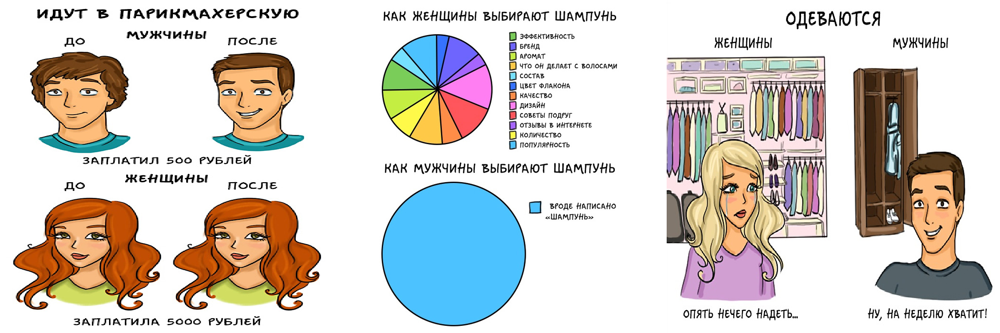 ИДУТ В ПАРИКМАХЕРСКУЮ
МУЖЧИНЫ
ДО
ПОСЛЕ
ЗАПЛАТИЛ 500 РУБЛЕЙ
ЖЕНЩИНЫ
ДО
ПОСЛЕ
ЗАПЛАТИЛА 5000 РУБЛЕЙ
КАК ЖЕНЩИНЫ ВЫБИРАЮТ ШАМПУНЬ
ЭФФЕКТИВНОСТЬ
БРЕНД
АРОМАТ
ЧТО ОН ДЕЛАЕТ С ВОЛОСАМИ
СОСТАВ
ЦВЕТ ФЛАКОНА
КАЧЕСТВО
ДИЗАЙН
СОВЕТЫ ПОДРУГ
ОТЗЫВЫ В ИНТЕРНЕТЕ
КОЛИЧЕСТВО
ПОПУЛЯРНОСТЬ
КАК МУЖЧИНЫ ВЫБИРАЮТ ШАМПУНЬ
ВРОДЕ НАПИСАНО
«ШАМПУНЬ»
ОДЕВАЮТСЯ
ЖЕНЩИНЫ
МУЖЧИНЫ
ОПЯТЬ НЕЧЕГО НАДЕТЬ...
НУ, НА НЕДЕЛЮ ХВАТИТ!